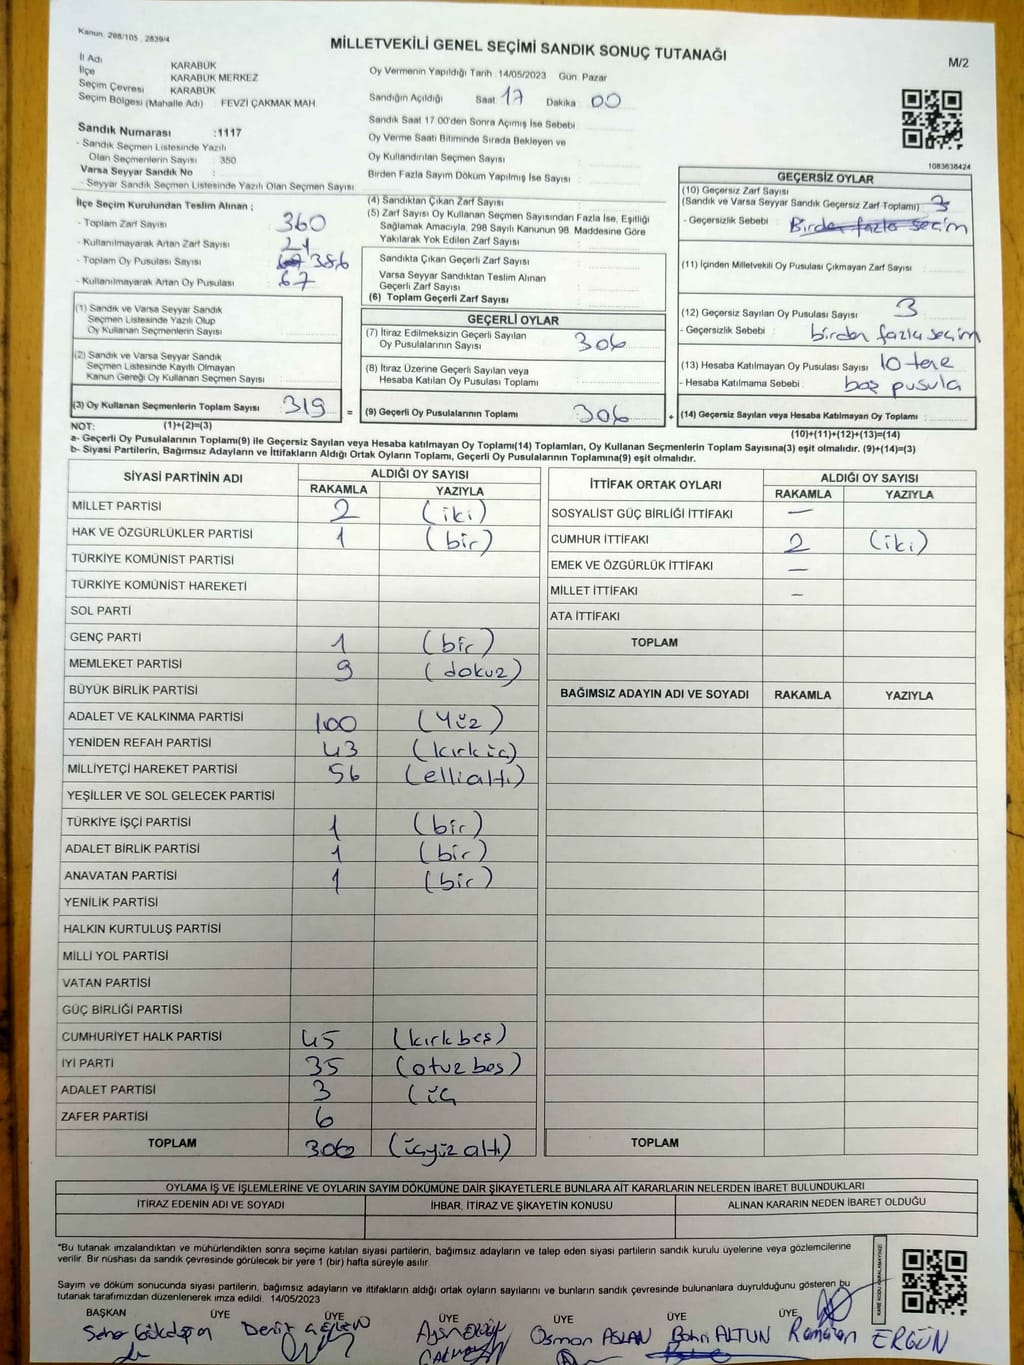 Kanun. 298/105 , 2839/4
MİLLETVEKİLİ GENEL SEÇİMİ SANDIK SONUÇ TUTANAĞI
M/2
İl Adı KARABÜK
İlçe KARABÜK MERKEZ
Seçim Çevresi KARABÜK
Seçim Bölgesi (Mahalle Adı) FEVZİ ÇAKMAK MAH
Sandık Numarası :1117
- Sandık Seçmen Listesinde Yazılı
Olan Seçmenlerin Sayısı 350
Varsa Seyyar Sandık No :
- Seyyar Sandık Seçmen Listesinde Yazılı Olan Seçmen Sayısı
Oy Vermenin Yapıldığı Tarih 14/05/2023 Gün Pazar
Sandığın Açıldığı Saat 17 Dakika 00
Sandık Saat 17 00'den Sonra Açımış İse Sebebi
Oy Verme Saati Bitiminde Sırada Bekleyen ve
Oy Kullandırılan Seçmen Sayısı
Birden Fazla Sayım Döküm Yapılmış İse Sayısı
1083636424
İlçe Seçim Kurulundan Teslim Alınan ;
- Toplam Zarf Sayısı 360
- Kullanılmayarak Artan Zarf Sayısı 21
- Toplam Oy Pusulası Sayısı 386
- Kullanılmayarak Artan Oy Pusulası 67
(1) Sandık ve Varsa Seyyar Sandık
Seçmen Listesinde Yazılı Olup
Oy Kullanan Seçmenlerin Sayısı
(2) Sandık ve Varsa Seyyar Sandık
Seçmen Listesinde Kayıtlı Olmayan
Kanun Gereği Oy Kullanan Seçmen Sayısı
(3) Oy Kullanan Seçmenlerin Toplam Sayısı 319 =
(4) Sandıktan Çıkan Zarf Sayısı
(5) Zarf Sayısı Oy Kullanan Seçmen Sayısından Fazla İse, Eşitliği
Sağlamak Amacıyla, 298 Sayılı Kanunun 98. Maddesine Göre
Yakılarak Yok Edilen Zarf Sayısı
Sandıkta Çıkan Geçerli Zarf Sayısı
Varsa Seyyar Sandıktan Teslim Alınan
Geçerli Zarf Sayısı
(6) Toplam Geçerli Zarf Sayısı
GEÇERLİ OYLAR
(7) İtiraz Edilmeksizin Geçerli Sayılan
Oy Pusulalarının Sayısı 306
(8) İtiraz Üzerine Geçerli Sayılan veya
Hesaba Katılan Oy Pusulası Toplamı
(9) Geçerli Oy Pusulalarının Toplamı 306 +
GEÇERSİZ OYLAR
(10) Geçersiz Zarf Sayısı
(Sandık ve Varsa Seyyar Sandık Geçersiz Zarf Toplamı) 3
- Geçersizlik Sebebi : Birden fazla seçim
(11) İçinden Milletvekili Oy Pusulası Çıkmayan Zarf Sayısı :
(12) Geçersiz Sayılan Oy Pusulası Sayısı 3
- Geçersizlik Sebebi : birden fazla seçim
(13) Hesaba Katılmayan Oy Pusulası Sayısı 10 tane
- Hesaba Katılmama Sebebi : boş pusula
(14) Geçersiz Sayılan veya Hesaba Katılmayan Oy Toplamı
NOT: (1)+(2)=(3) (10)+(11)+(12)+(13)=(14)
a- Geçerli Oy Pusulalarının Toplamı(9) ile Geçersiz Sayılan veya Hesaba katılmayan Oy Toplamı(14) Toplamları, Oy Kullanan Seçmenlerin Toplam Sayısına(3) eşit olmalıdır. (9)+(14)=(3)
b- Siyasi Partilerin, Bağımsız Adayların ve İttifakların Aldığı Ortak Oyların Toplamı, Geçerli Oy Pusulalarının Toplamına(9) eşit olmalıdır.
SİYASİ PARTİNİN ADI ALDIĞI OY SAYISI
RAKAMLA YAZIYLA
MİLLET PARTİSİ 2 (iki)
HAK VE ÖZGÜRLÜKLER PARTİSİ 1 (bir)
TÜRKİYE KOMÜNİST PARTİSİ
TÜRKİYE KOMÜNİST HAREKETİ
SOL PARTİ
GENÇ PARTİ 1 (bir)
MEMLEKET PARTİSİ 9 (dokuz)
BÜYÜK BİRLİK PARTİSİ
ADALET VE KALKINMA PARTİSİ 100 (Yüz)
YENİDEN REFAH PARTİSİ 43 (kırk üç)
MİLLİYETÇİ HAREKET PARTİSİ 56 (elli altı)
YEŞİLLER VE SOL GELECEK PARTİSİ
TÜRKİYE İŞÇİ PARTİSİ 1 (bir)
ADALET BİRLİK PARTİSİ 1 (bir)
ANAVATAN PARTİSİ 1 (bir)
YENİLİK PARTİSİ
HALKIN KURTULUŞ PARTİSİ
MİLLİ YOL PARTİSİ
VATAN PARTİSİ
GÜÇ BİRLİĞİ PARTİSİ
CUMHURİYET HALK PARTİSİ 45 (kırk beş)
İYİ PARTİ 35 (otuz beş)
ADALET PARTİSİ 3 (üç
ZAFER PARTİSİ 6
TOPLAM 306 (üçyüz altı)
İTTİFAK ORTAK OYLARI ALDIĞI OY SAYISI
RAKAMLA YAZIYLA
SOSYALİST GÜÇ BİRLİĞİ İTTİFAKI —
CUMHUR İTTİFAKI 2 (iki)
EMEK VE ÖZGÜRLÜK İTTİFAKI —
MİLLET İTTİFAKI —
ATA İTTİFAKI
TOPLAM
BAĞIMSIZ ADAYIN ADI VE SOYADI RAKAMLA YAZIYLA
TOPLAM
OYLAMA İŞ VE İŞLEMLERİNE VE OYLARIN SAYIM DÖKÜMÜNE DAİR ŞİKAYETLERLE BUNLARA AİT KARARLARIN NELERDEN İBARET BULUNDUKLARI
İTİRAZ EDENİN ADI VE SOYADI İHBAR, İTİRAZ VE ŞİKAYETİN KONUSU ALINAN KARARIN NEDEN İBARET OLDUĞU
*Bu tutanak imzalandıktan ve mühürlendikten sonra seçime katılan siyasi partilerin, bağımsız adayların ve talep eden siyasi partilerin sandık kurulu üyelerine veya gözlemcilerine
verilir. Bir nüshası da sandık çevresinde görülecek bir yere 1 (bir) hafta süreyle asılır.
Sayım ve döküm sonucunda siyasi partilerin, bağımsız adayların ve ittifakların aldığı ortak oyların sayılarını ve bunların sandık çevresinde bulunanlara duyrulduğunu gösteren bu
tutanak tarafımızdan düzenlenerek imza edildi. 14/05/2023
BAŞKAN ÜYE ÜYE ÜYE ÜYE ÜYE ÜYE
Osman ASLAN Bahri ALTUN Ramazan ERGÜN